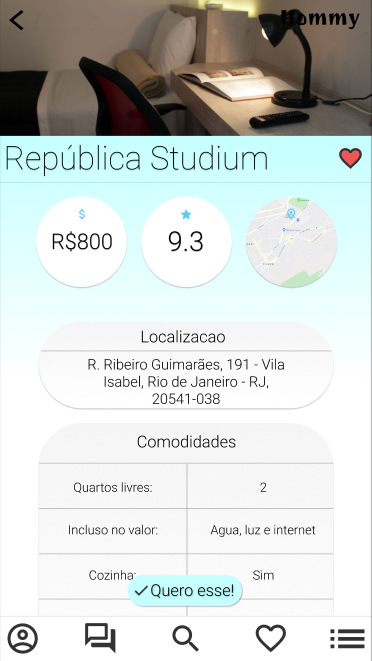 Hommy
República Studium
R$800
9.3
Localizacao
R. Ribeiro Guimarães, 191 - Vila
Isabel, Rio de Janeiro - RJ,
20541-038
Comodidades
Quartos livres: 2
Incluso no valor: Agua, luz e internet
Cozinha: Sim
Quero esse!